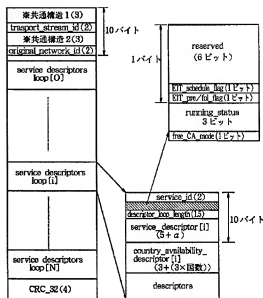 ※共通構造1(3)
trasport_stream_id(2)
※共通構造2(3)
original_network_id(2)
10バイト
service descriptors
loop[0]
service descriptors
loop[i]
service descriptors
loop[N]
CRC_32(4)
1バイト
reserved
(6ビット)
EIT_schedule_flag(1ビット)
EIT_pre/fol_flag(1ビット)
running_status
3ビット
free_CA_mode(1ビット)
service_id(2)
descriptor_loop_length(1.5)
service_descriptor[i]
(5+α)
10バイト
country_availability_
descriptor[i]
(3+(3×国数))
descriptors